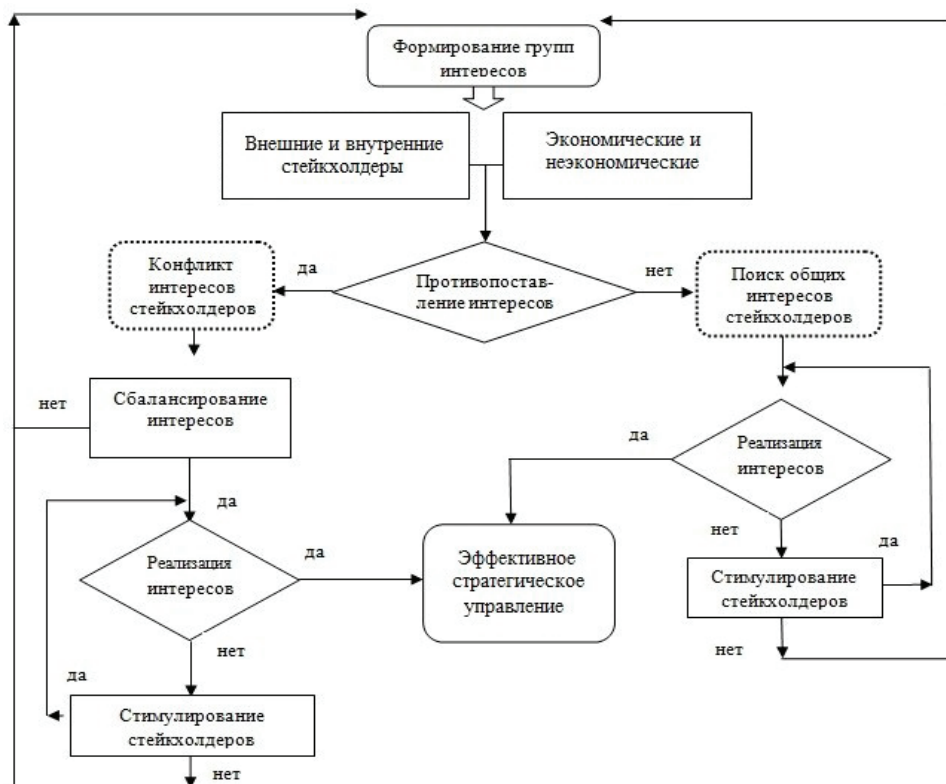 Формирование групп
интересов
Внешние и внутренние
стейкхолдеры
Экономические и
неэкономические
Конфликт
интересов
стейкхолдеров
да
Противопостав-
ление интересов
нет
Поиск общих
интересов
стейкхолдеров
нет
Сбалансирование
интересов
да
Реализация
интересов
да
Реализация
интересов
да
Эффективное
стратегическое
управление
нет
да
Стимулирование
стейкхолдеров
нет
нет
да
Стимулирование
стейкхолдеров
нет